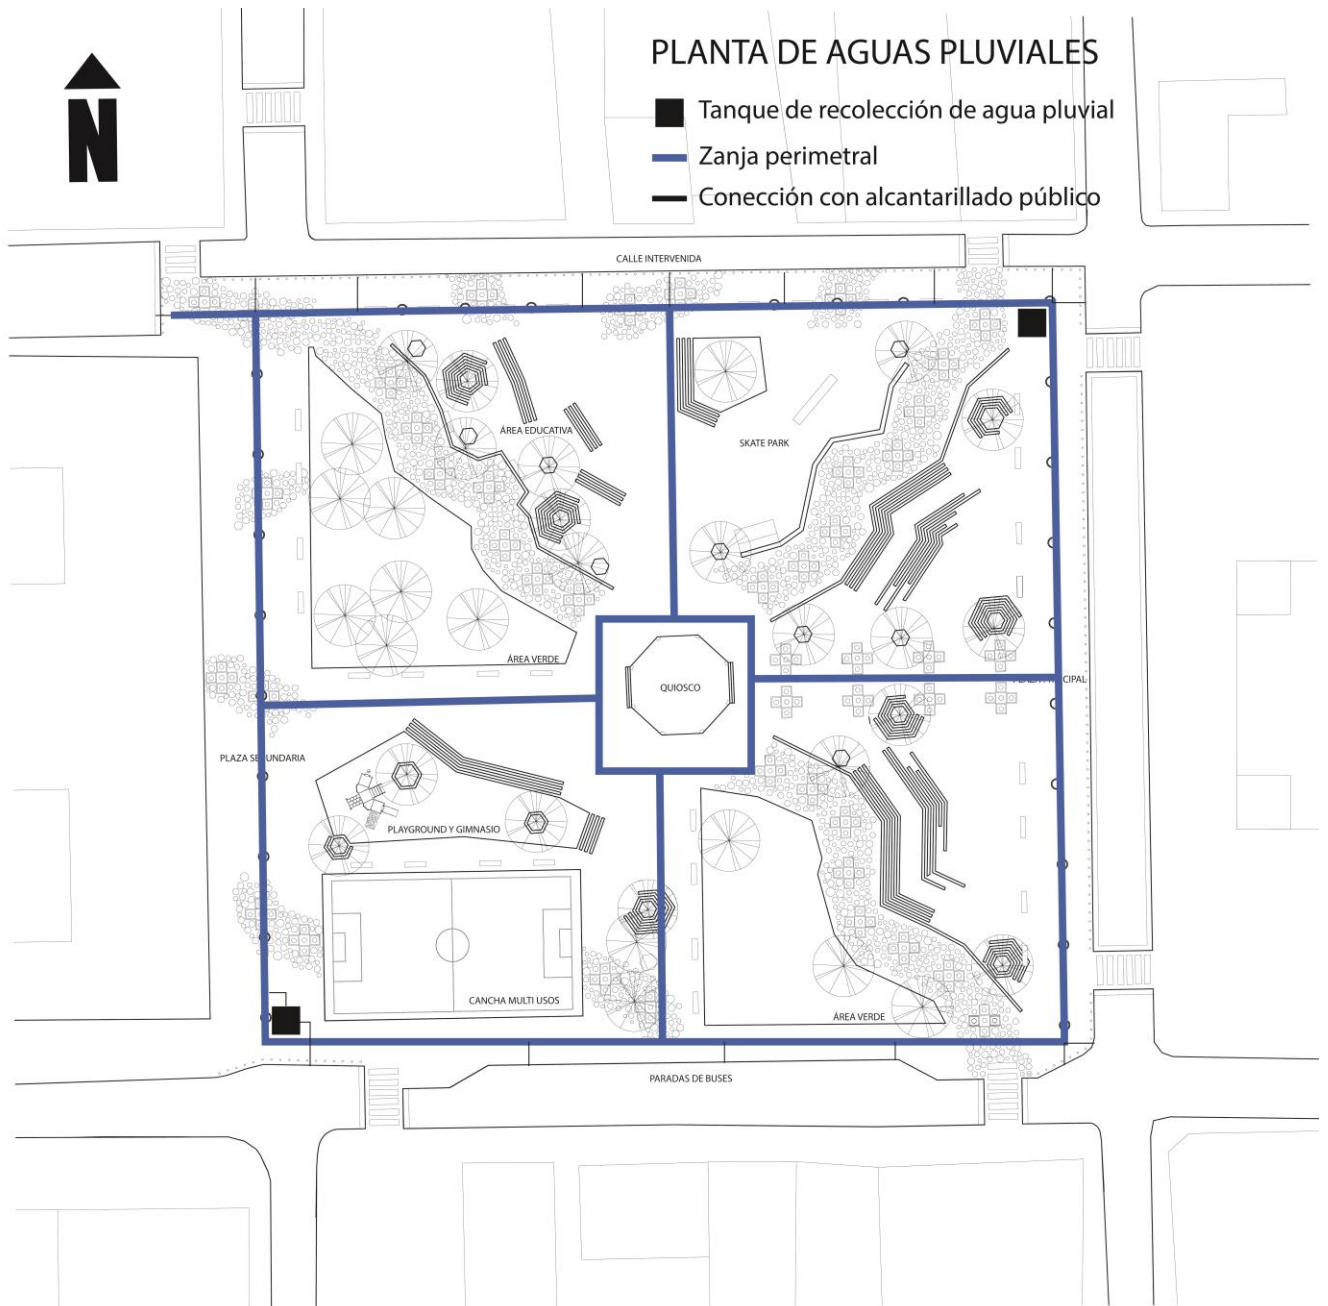 PLANTA DE AGUAS PLUVIALES
N
Tanque de recolección de agua pluvial
Zanja perimetral
Conección con alcantarillado público
CALLE INTERVENIDA
ÁREA EDUCATIVA
SKATE PARK
ÁREA VERDE
QUIOSCO
PLAYGROUND Y GIMNASIO
CANCHA MULTI USOS
ÁREA VERDE
PARADAS DE BUSES